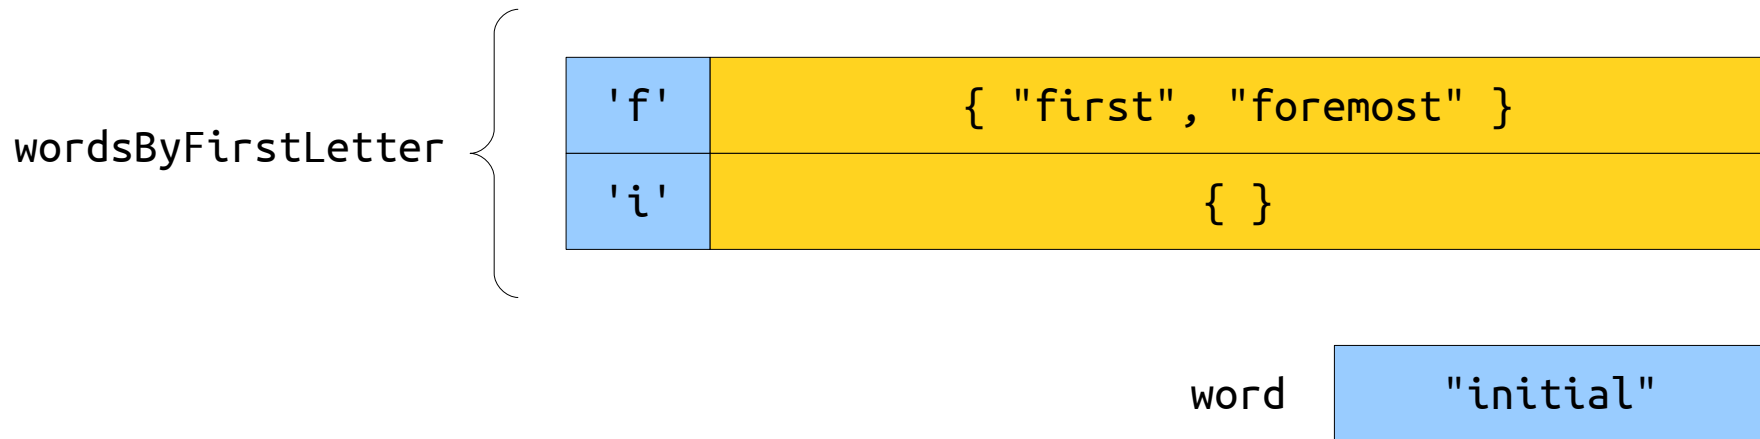 'f' { "first", "foremost" }
wordsByFirstLetter
'i' { }
word "initial"